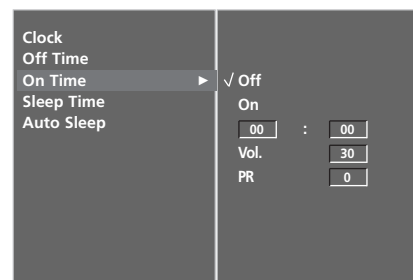 Clock
Off Time
On Time ►
Sleep Time
Auto Sleep
√ Off
On
00 : 00
Vol. 30
PR 0